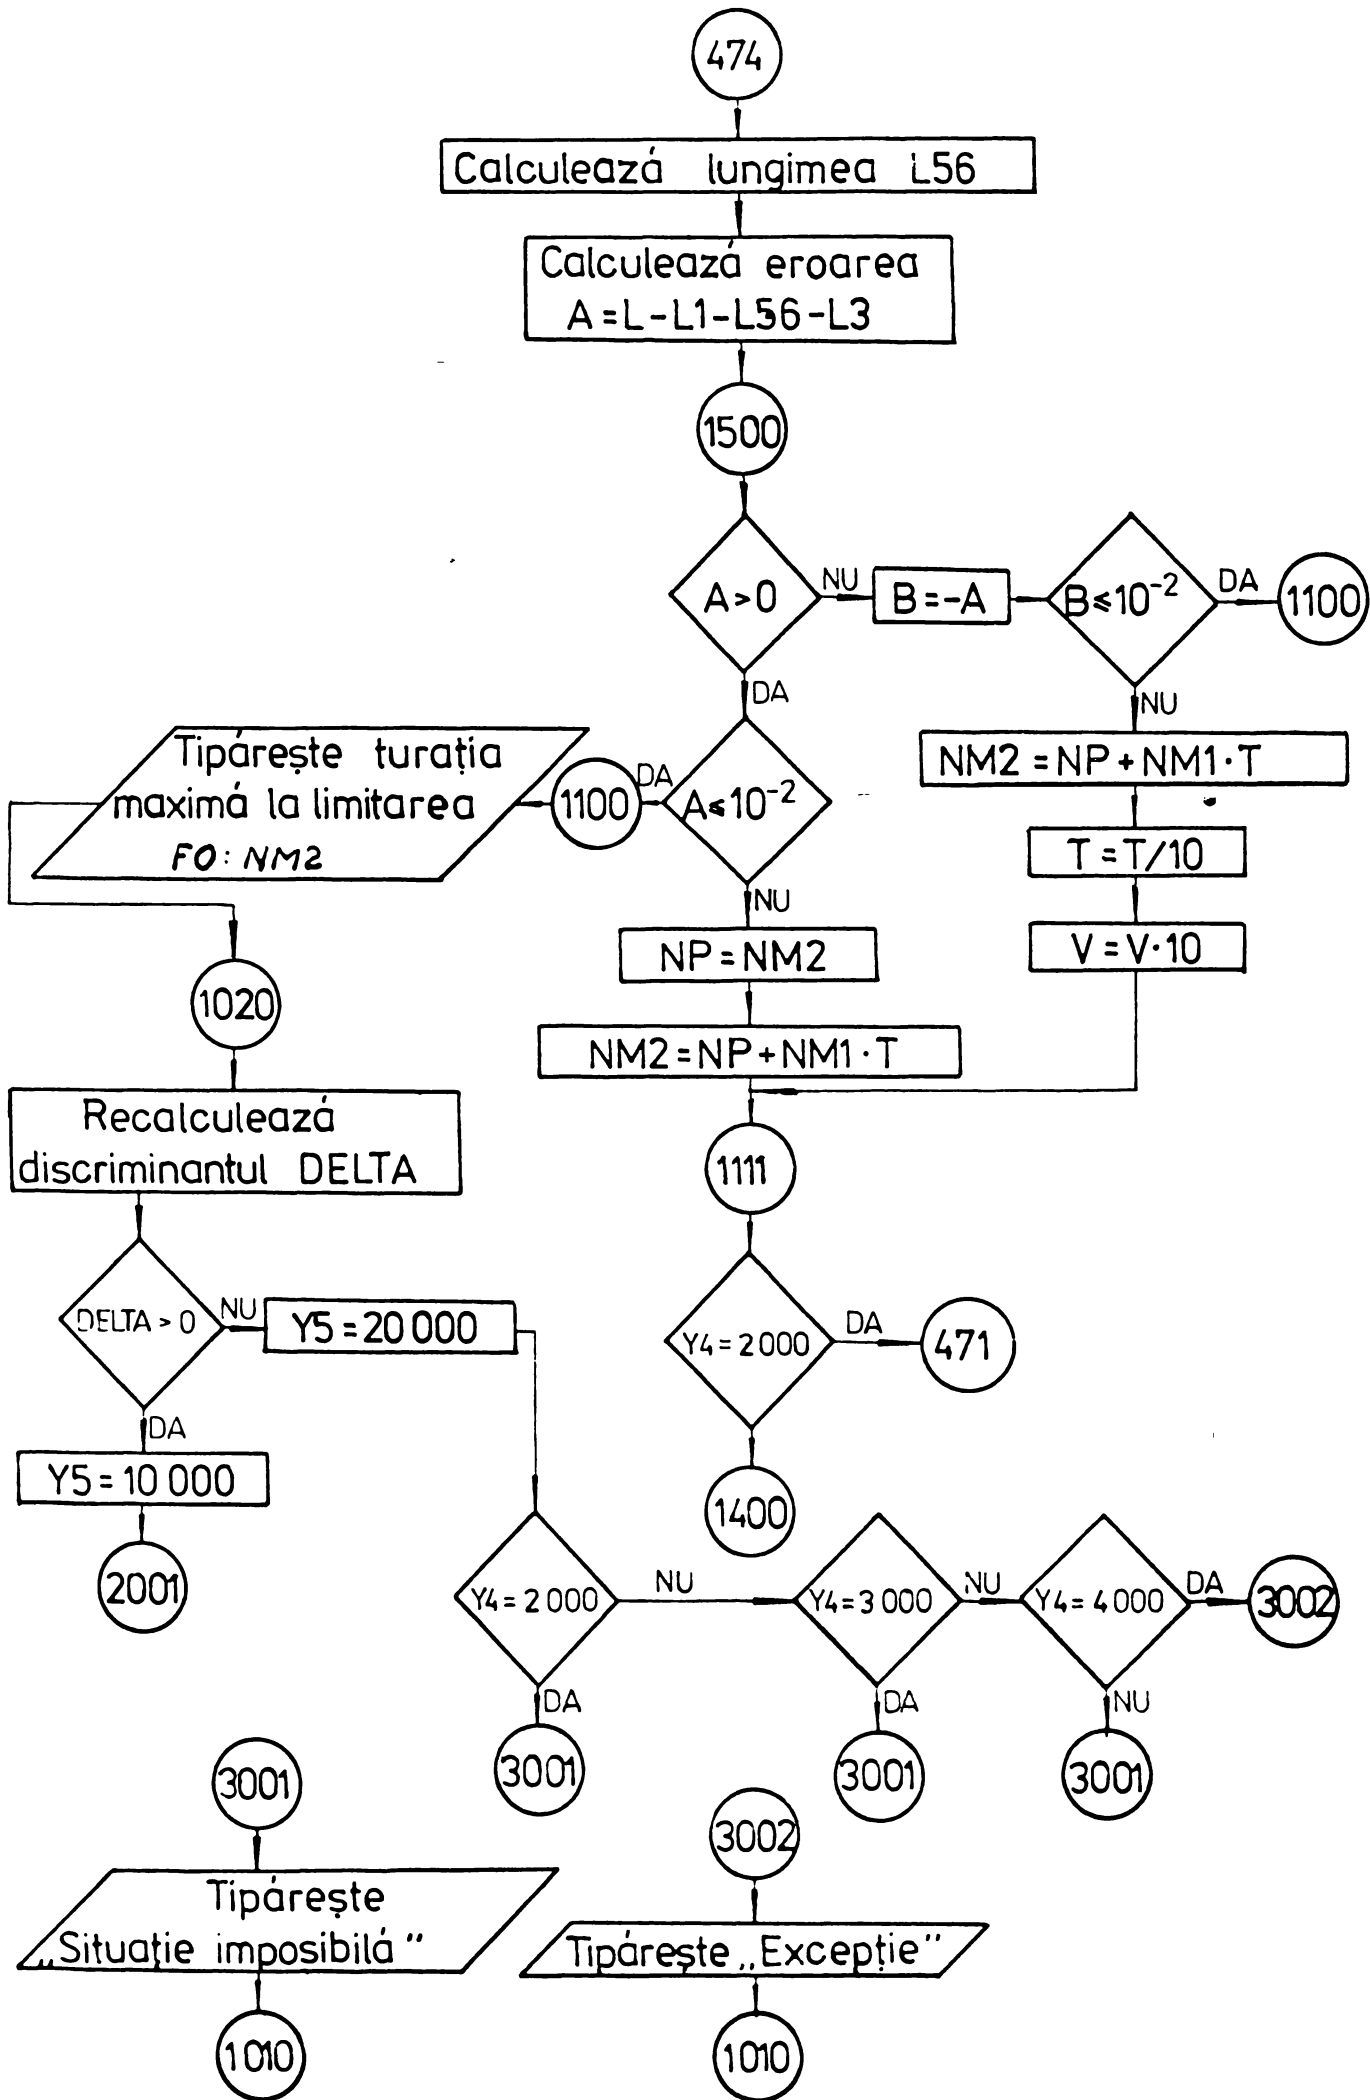 474
Calculează lungimea L56
Calculează eroarea
A = L - L1 - L56 - L3
1500
A > 0
NU
B = -A
B ≤ 10⁻²
DA
1100
DA
NU
Tipărește turația
maximă la limitarea
FO: NM2
1100
DA
A ≤ 10⁻²
NM2 = NP + NM1 · T
T = T/10
NU
NP = NM2
V = V · 10
1020
NM2 = NP + NM1 · T
Recalculează
discriminantul DELTA
1111
DELTA > 0
NU
Y5 = 20 000
Y4 = 2 000
DA
471
DA
Y5 = 10 000
1400
2001
Y4 = 2 000
NU
Y4 = 3 000
NU
Y4 = 4 000
DA
3002
DA
DA
NU
3001
3001
3001
3001
3002
Tipărește
„Situație imposibilă”
Tipărește „Excepție”
1010
1010